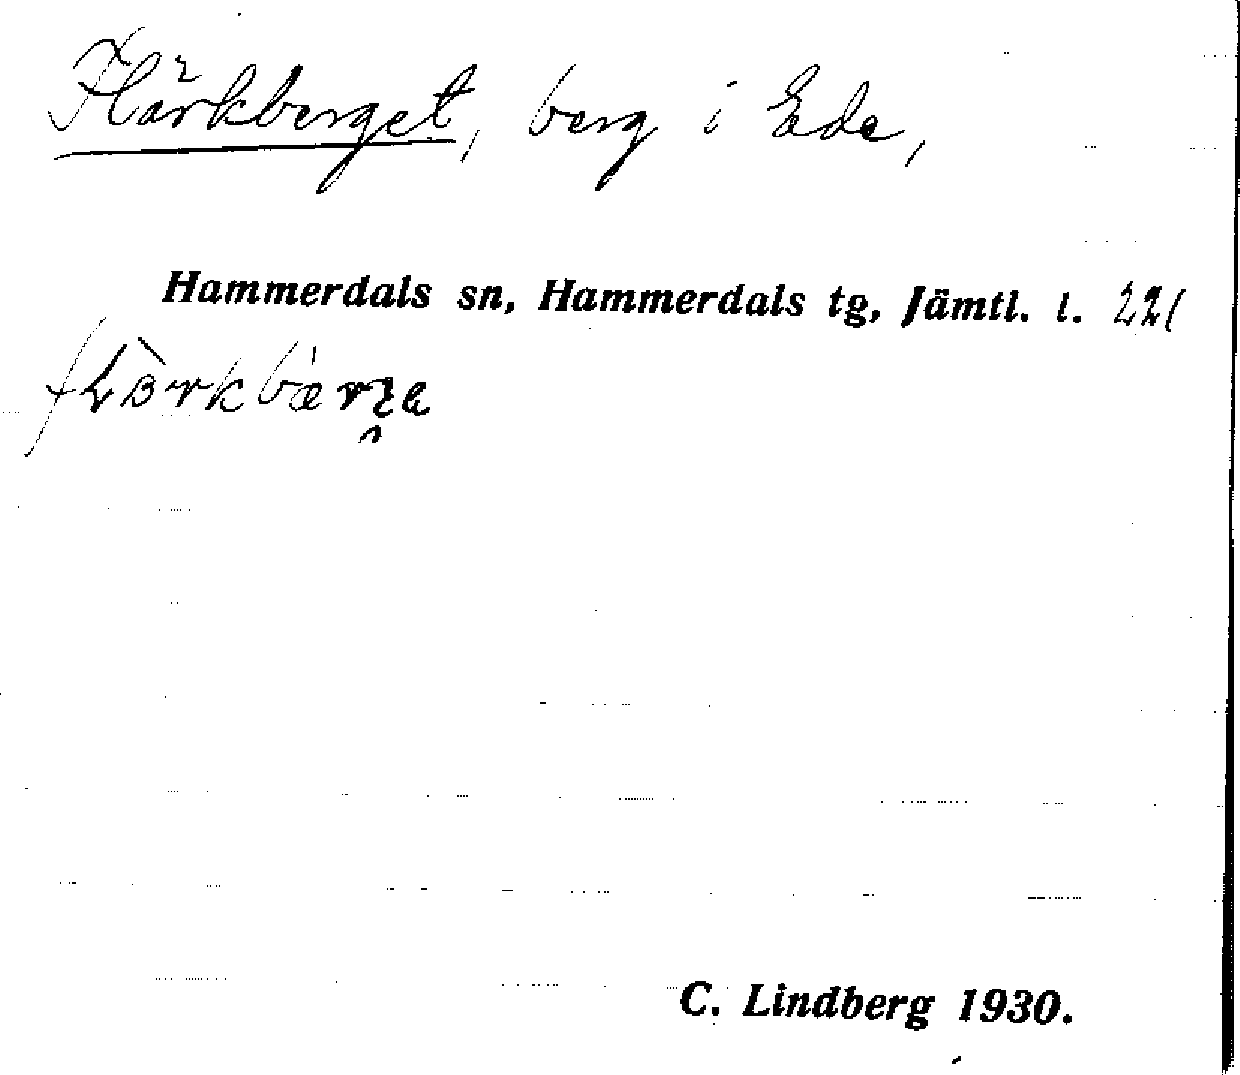 Flärkberget, berg i Ede,
Hammerdals sn, Hammerdals tg, Jämtl. l. 221
C. Lindberg 1930.